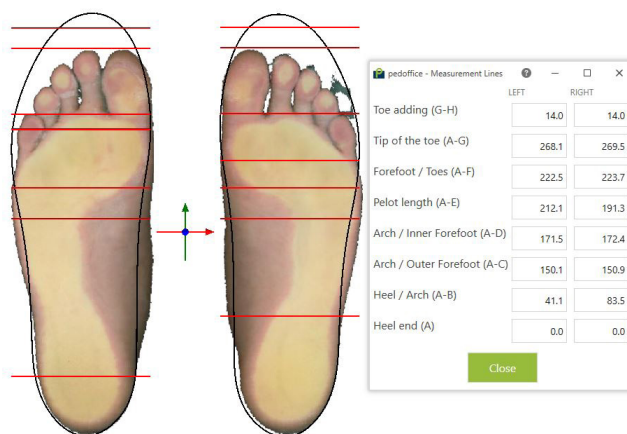 pedoffice - Measurement Lines
LEFT RIGHT
Toe adding (G-H) 14.0 14.0
Tip of the toe (A-G) 268.1 269.5
Forefoot / Toes (A-F) 222.5 223.7
Pelot length (A-E) 212.1 191.3
Arch / Inner Forefoot (A-D) 171.5 172.4
Arch / Outer Forefoot (A-C) 150.1 150.9
Heel / Arch (A-B) 41.1 83.5
Heel end (A) 0.0 0.0
Close